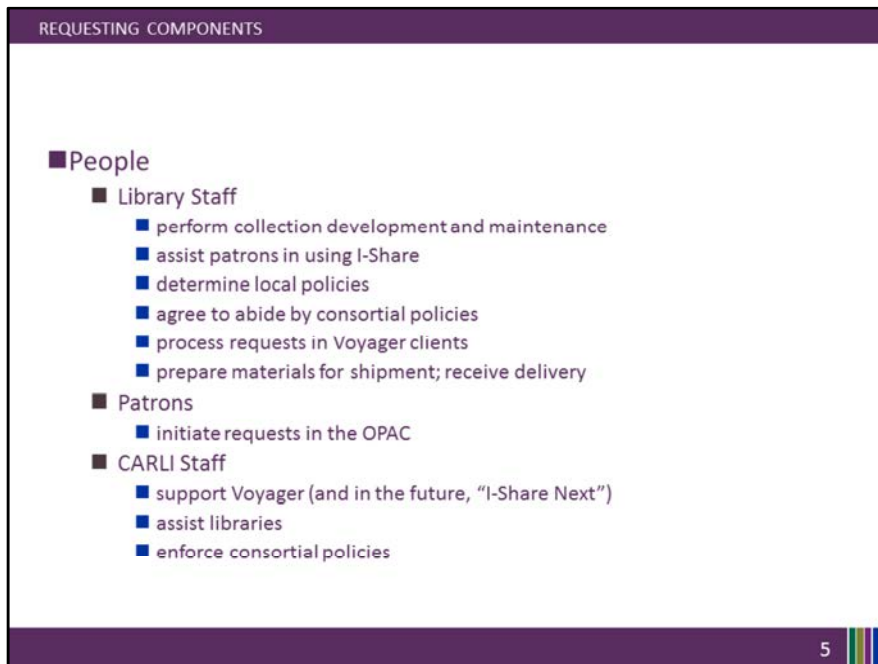 REQUESTING COMPONENTS
People
Library Staff
perform collection development and maintenance
assist patrons in using I-Share
determine local policies
agree to abide by consortial policies
process requests in Voyager clients
prepare materials for shipment; receive delivery
Patrons
initiate requests in the OPAC
CARLI Staff
support Voyager (and in the future, “I-Share Next”)
assist libraries
enforce consortial policies
5